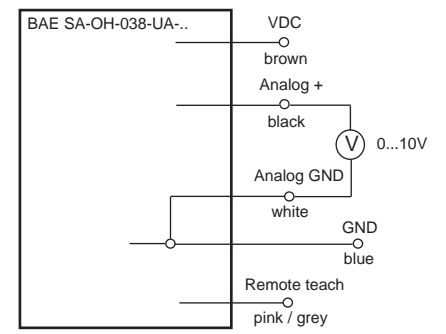 BAE SA-OH-038-UA-..
VDC
brown
Analog +
black
V
0...10V
Analog GND
white
GND
blue
Remote teach
pink / grey